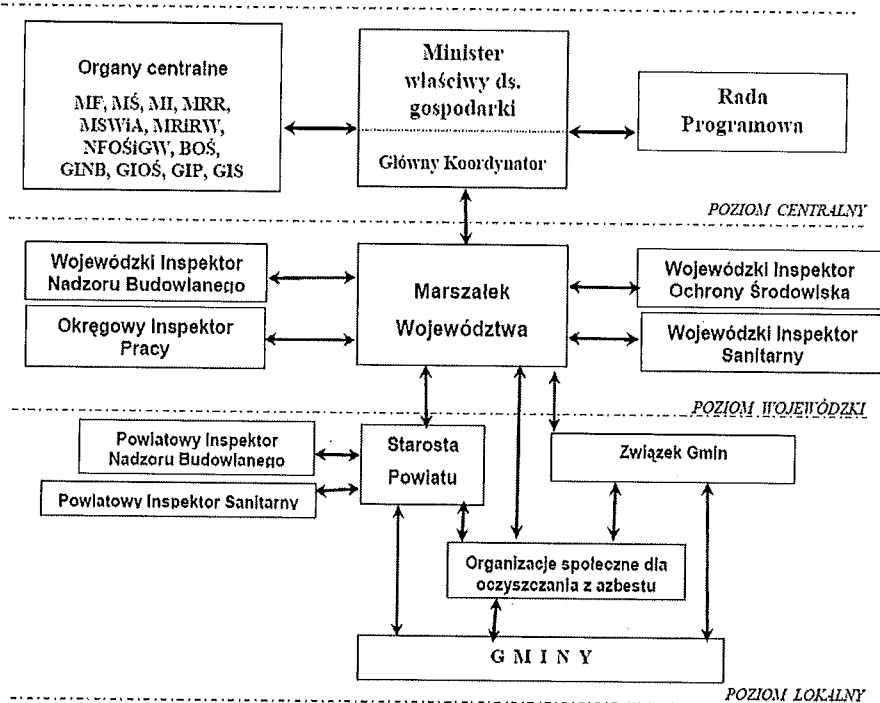 Organy centralne
MF, MŚ, MI, MRR,
MSWiA, MRiRW,
NFOŚiGW, BOŚ,
GINB, GIOŚ, GIP, GIS
Minister
właściwy ds.
gospodarki
Główny Koordynator
Rada
Programowa
POZIOM CENTRALNY
Wojewódzki Inspektor
Nadzoru Budowlanego
Okręgowy Inspektor
Pracy
Marszałek
Województwa
Wojewódzki Inspektor
Ochrony Środowiska
Wojewódzki Inspektor
Sanitarny
POZIOM WOJEWÓDZKI
Powiatowy Inspektor
Nadzoru Budowlanego
Powiatowy Inspektor Sanitarny
Starosta
Powiatu
Związek Gmin
Organizacje społeczne dla
oczyszczania z azbestu
G M I N Y
POZIOM LOKALNY